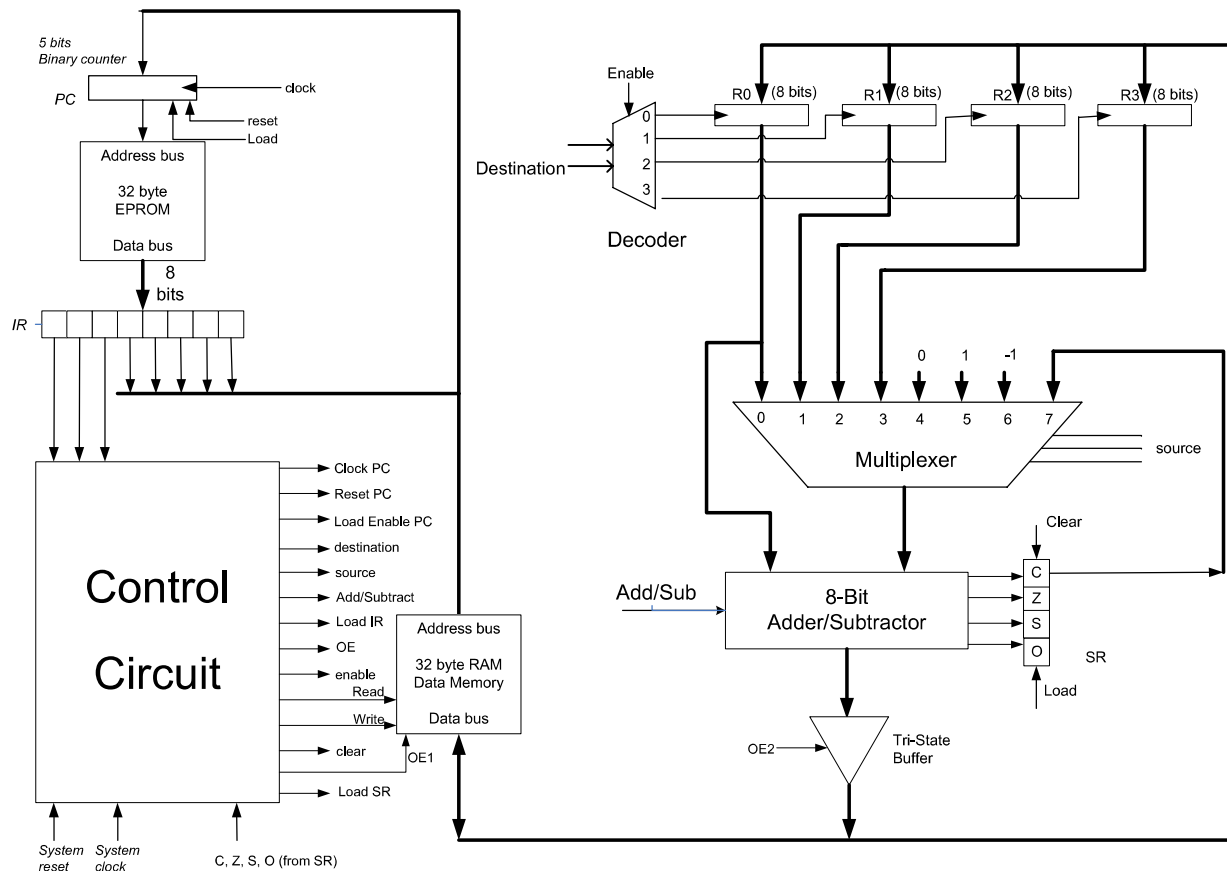 5 bits
Binary counter
PC
clock
reset
Load
Address bus
32 byte
EPROM
Data bus
8
bits
IR
Control
Circuit
Clock PC
Reset PC
Load Enable PC
destination
source
Add/Subtract
Load IR
OE
enable
Read
Write
clear
OE1
Load SR
System
reset
System
clock
C, Z, S, O (from SR)
Address bus
32 byte RAM
Data Memory
Data bus
Enable
Destination
0
1
2
3
Decoder
R0 (8 bits)
R1 (8 bits)
R2 (8 bits)
R3 (8 bits)
0 1 -1
0 1 2 3 4 5 6 7
Multiplexer
source
Add/Sub
8-Bit
Adder/Subtractor
Clear
C
Z
S
O
SR
Load
OE2
Tri-State
Buffer